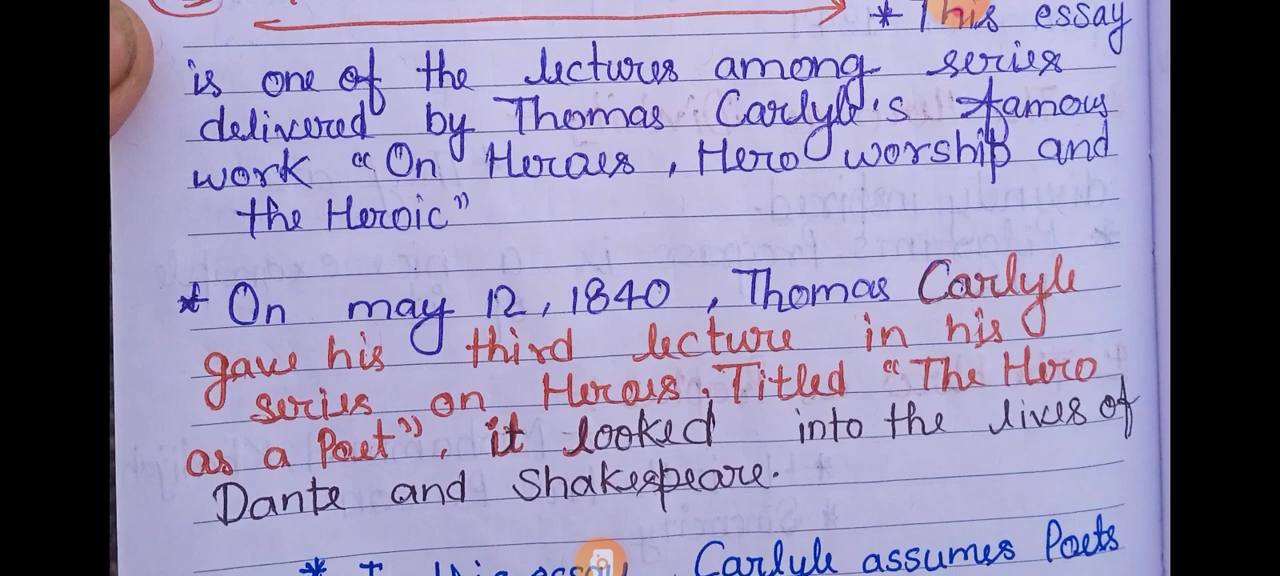 * This essay
is one of the lectures among series
delivered by Thomas Carlyle's famous
work "On Heroes, Hero worship and
the Heroic"
* On may 12, 1840, Thomas Carlyle
gave his third lecture in his
series on Heroes. Titled "The Hero
as a Poet", it looked into the lives of
Dante and Shakespeare.
* this essay, Carlyle assumes Poets